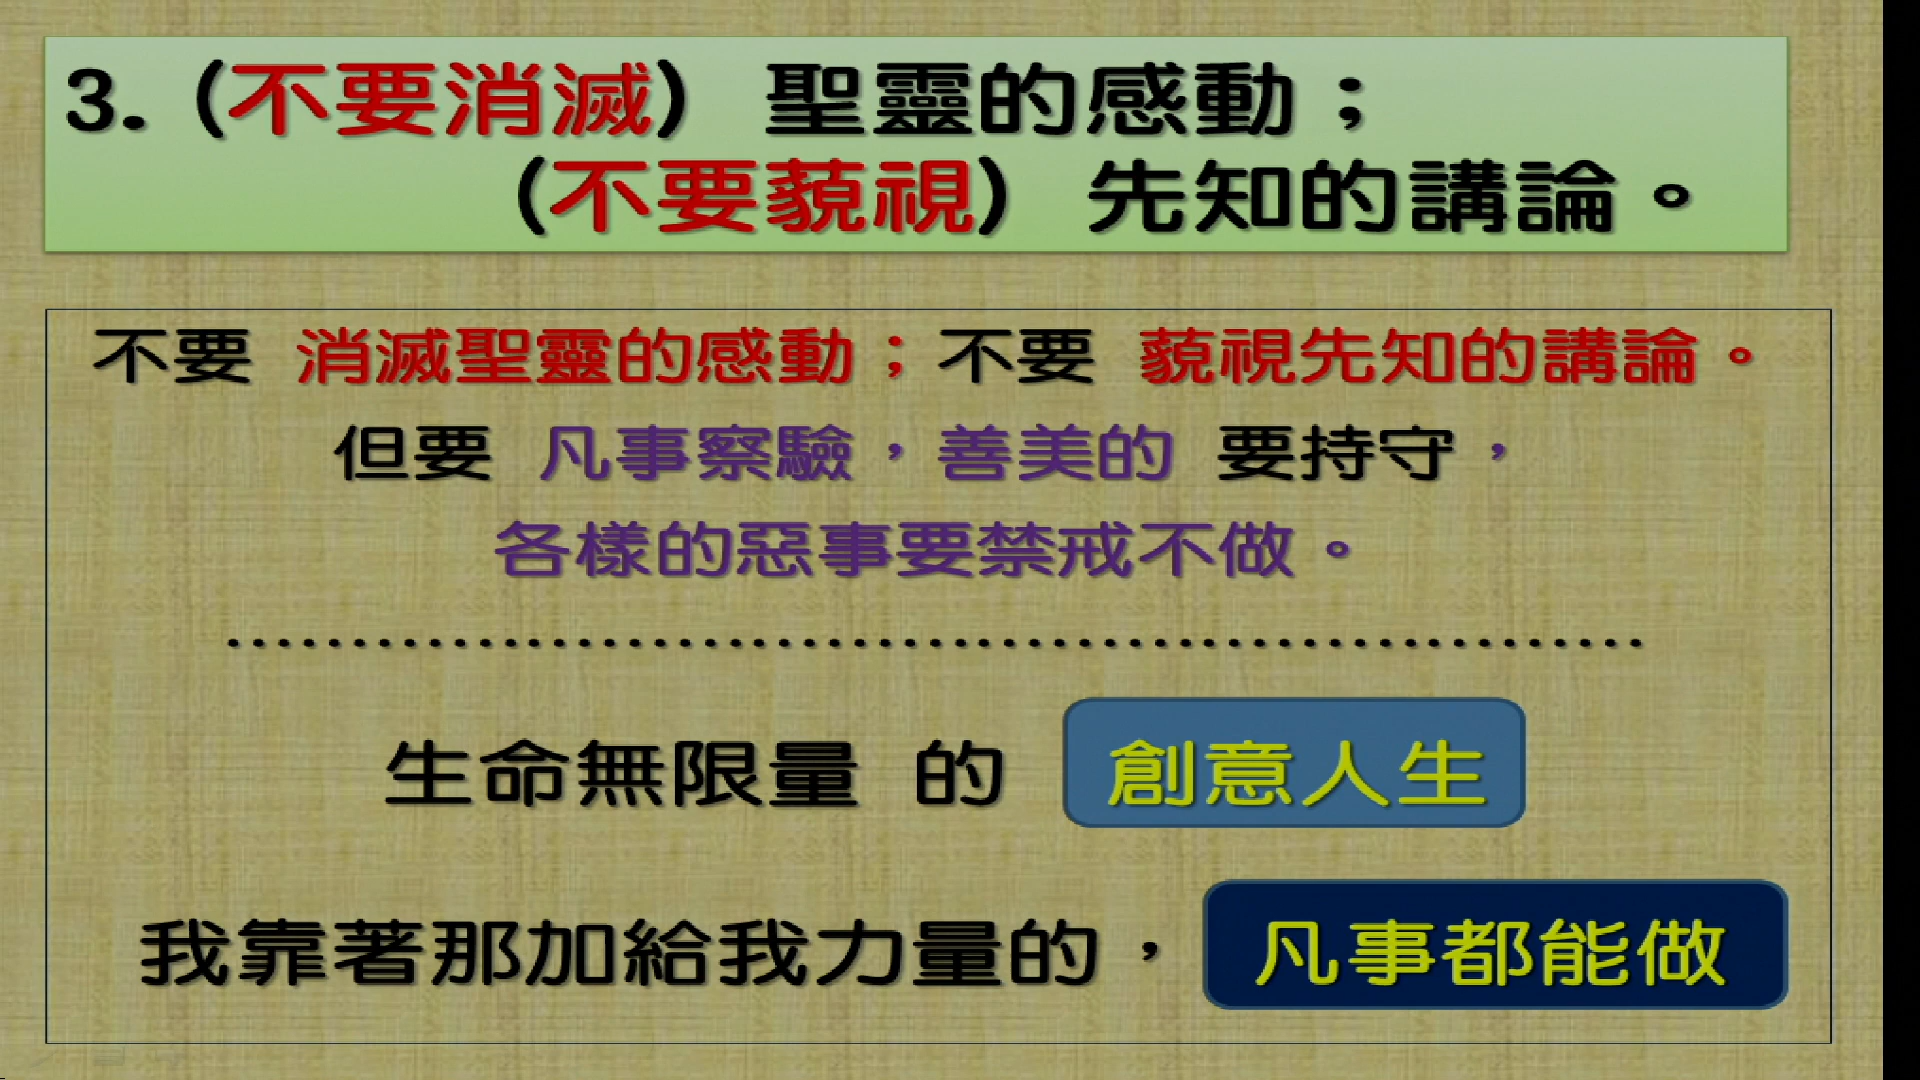 3. (不要消滅) 聖靈的感動；
(不要藐視) 先知的講論。
不要 消滅聖靈的感動；不要 藐視先知的講論。
但要 凡事察驗，善美的 要持守，
各樣的惡事要禁戒不做。
………………………………………………
生命無限量 的 創意人生
我靠著那加給我力量的， 凡事都能做